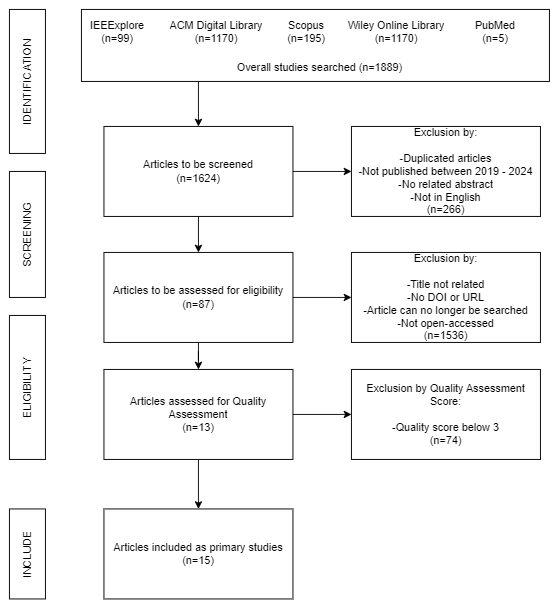 IEEExplore
(n=99)
ACM Digital Library
(n=1170)
Scopus
(n=195)
Wiley Online Library
(n=1170)
PubMed
(n=5)
Overall studies searched (n=1889)
IDENTIFICATION
Articles to be screened
(n=1624)
Exclusion by:
-Duplicated articles
-Not published between 2019 - 2024
-No related abstract
-Not in English
(n=266)
SCREENING
Articles to be assessed for eligibility
(n=87)
Exclusion by:
-Title not related
-No DOI or URL
-Article can no longer be searched
-Not open-accessed
(n=1536)
ELIGIBILITY
Articles assessed for Quality
Assessment
(n=13)
Exclusion by Quality Assessment
Score:
-Quality score below 3
(n=74)
INCLUDE
Articles included as primary studies
(n=15)